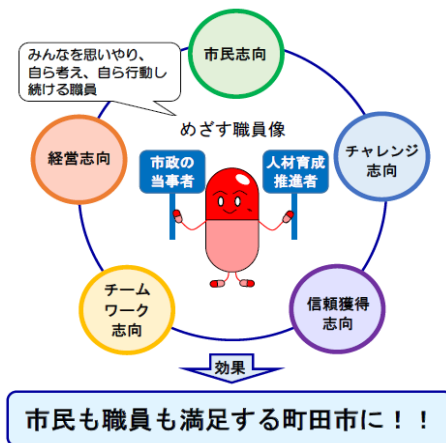 市民志向
みんなを思いやり、
自ら考え、自ら行動し
続ける職員
めざす職員像
経営志向
市政の
当事者
人材育成
推進者
チャレンジ
志向
チーム
ワーク
志向
信頼獲得
志向
効果
市民も職員も満足する町田市に！！